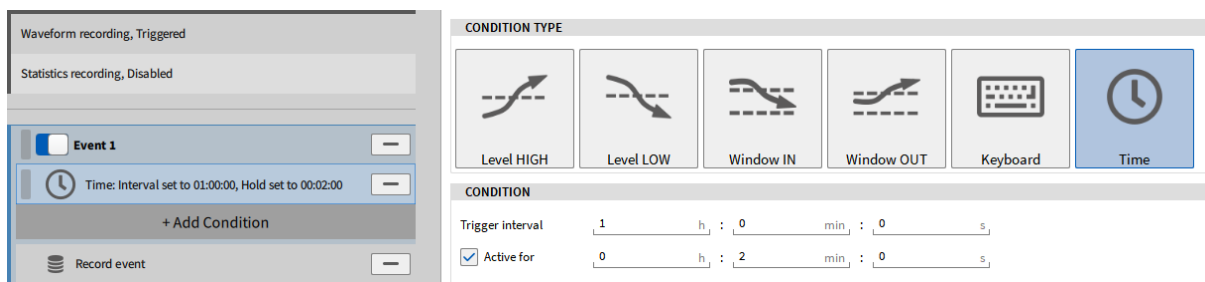 Waveform recording, Triggered
Statistics recording, Disabled
Event 1
Time: Interval set to 01:00:00, Hold set to 00:02:00
+ Add Condition
Record event
CONDITION TYPE
Level HIGH Level LOW Window IN Window OUT Keyboard Time
CONDITION
Trigger interval 1 h : 0 min : 0 s
Active for 0 h : 2 min : 0 s